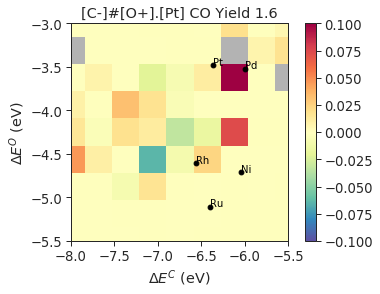 [C-]#[O+].[Pt] CO Yield 1.6
−3.0
−3.5
−4.0
−4.5
−5.0
−5.5
ΔE^O (eV)
Pt
Pd
Rh
Ni
Ru
−8.0 −7.5 −7.0 −6.5 −6.0 −5.5
ΔE^C (eV)
0.100
0.075
0.050
0.025
0.000
−0.025
−0.050
−0.075
−0.100